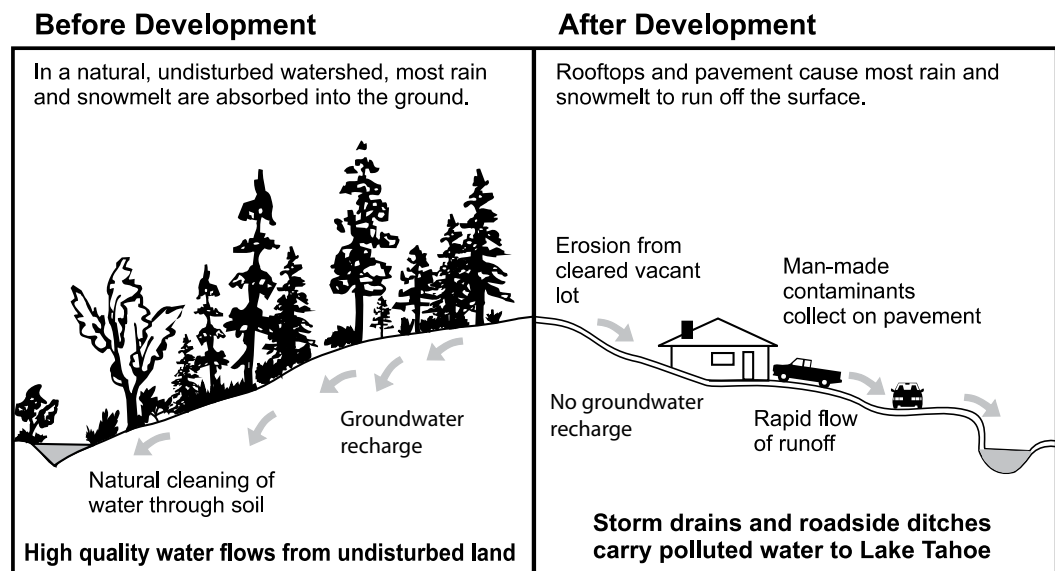 Before Development
In a natural, undisturbed watershed, most rain
and snowmelt are absorbed into the ground.
Groundwater
recharge
Natural cleaning of
water through soil
High quality water flows from undisturbed land
After Development
Rooftops and pavement cause most rain and
snowmelt to run off the surface.
Erosion from
cleared vacant
lot
Man-made
contaminants
collect on pavement
No groundwater
recharge
Rapid flow
of runoff
Storm drains and roadside ditches
carry polluted water to Lake Tahoe